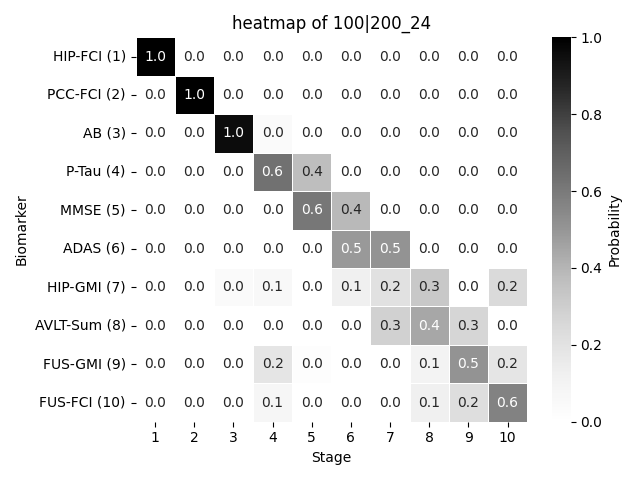 heatmap of 100|200_24
HIP-FCI (1) 1.0 0.0 0.0 0.0 0.0 0.0 0.0 0.0 0.0 0.0
PCC-FCI (2) 0.0 1.0 0.0 0.0 0.0 0.0 0.0 0.0 0.0 0.0
AB (3) 0.0 0.0 1.0 0.0 0.0 0.0 0.0 0.0 0.0 0.0
P-Tau (4) 0.0 0.0 0.0 0.6 0.4 0.0 0.0 0.0 0.0 0.0
MMSE (5) 0.0 0.0 0.0 0.0 0.6 0.4 0.0 0.0 0.0 0.0
ADAS (6) 0.0 0.0 0.0 0.0 0.0 0.5 0.5 0.0 0.0 0.0
HIP-GMI (7) 0.0 0.0 0.0 0.1 0.0 0.1 0.2 0.3 0.0 0.2
AVLT-Sum (8) 0.0 0.0 0.0 0.0 0.0 0.0 0.3 0.4 0.3 0.0
FUS-GMI (9) 0.0 0.0 0.0 0.2 0.0 0.0 0.0 0.1 0.5 0.2
FUS-FCI (10) 0.0 0.0 0.0 0.1 0.0 0.0 0.0 0.1 0.2 0.6
1 2 3 4 5 6 7 8 9 10
Stage
Biomarker
1.0
0.8
0.6
0.4
0.2
0.0
Probability